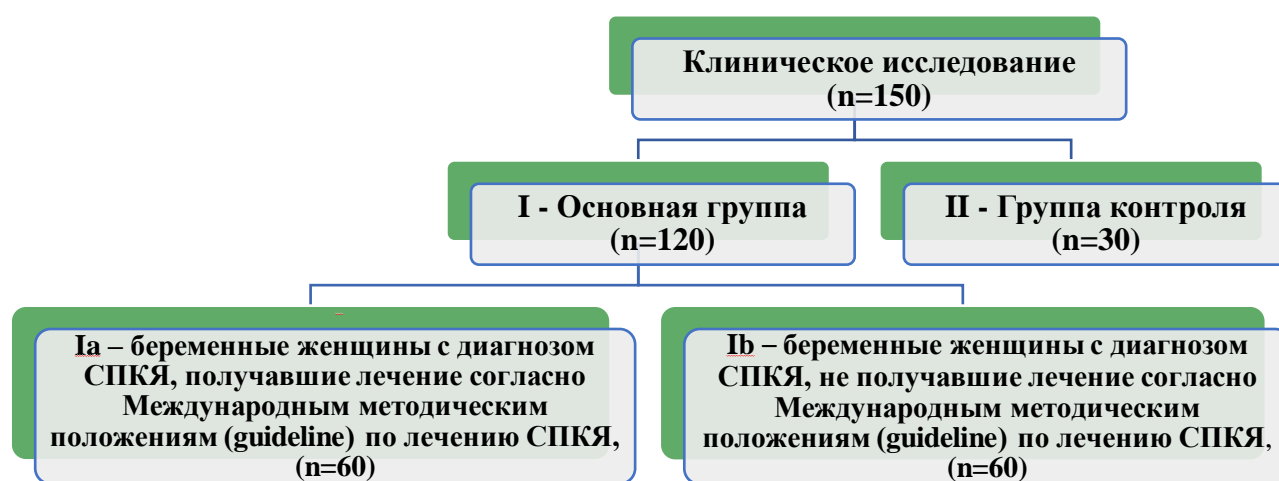 Клиническое исследование
(n=150)
I - Основная группа
(n=120)
II - Группа контроля
(n=30)
Ia – беременные женщины с диагнозом
СПКЯ, получавшие лечение согласно
Международным методическим
положениям (guideline) по лечению СПКЯ,
(n=60)
Ib – беременные женщины с диагнозом
СПКЯ, не получавшие лечение согласно
Международным методическим
положениям (guideline) по лечению СПКЯ,
(n=60)